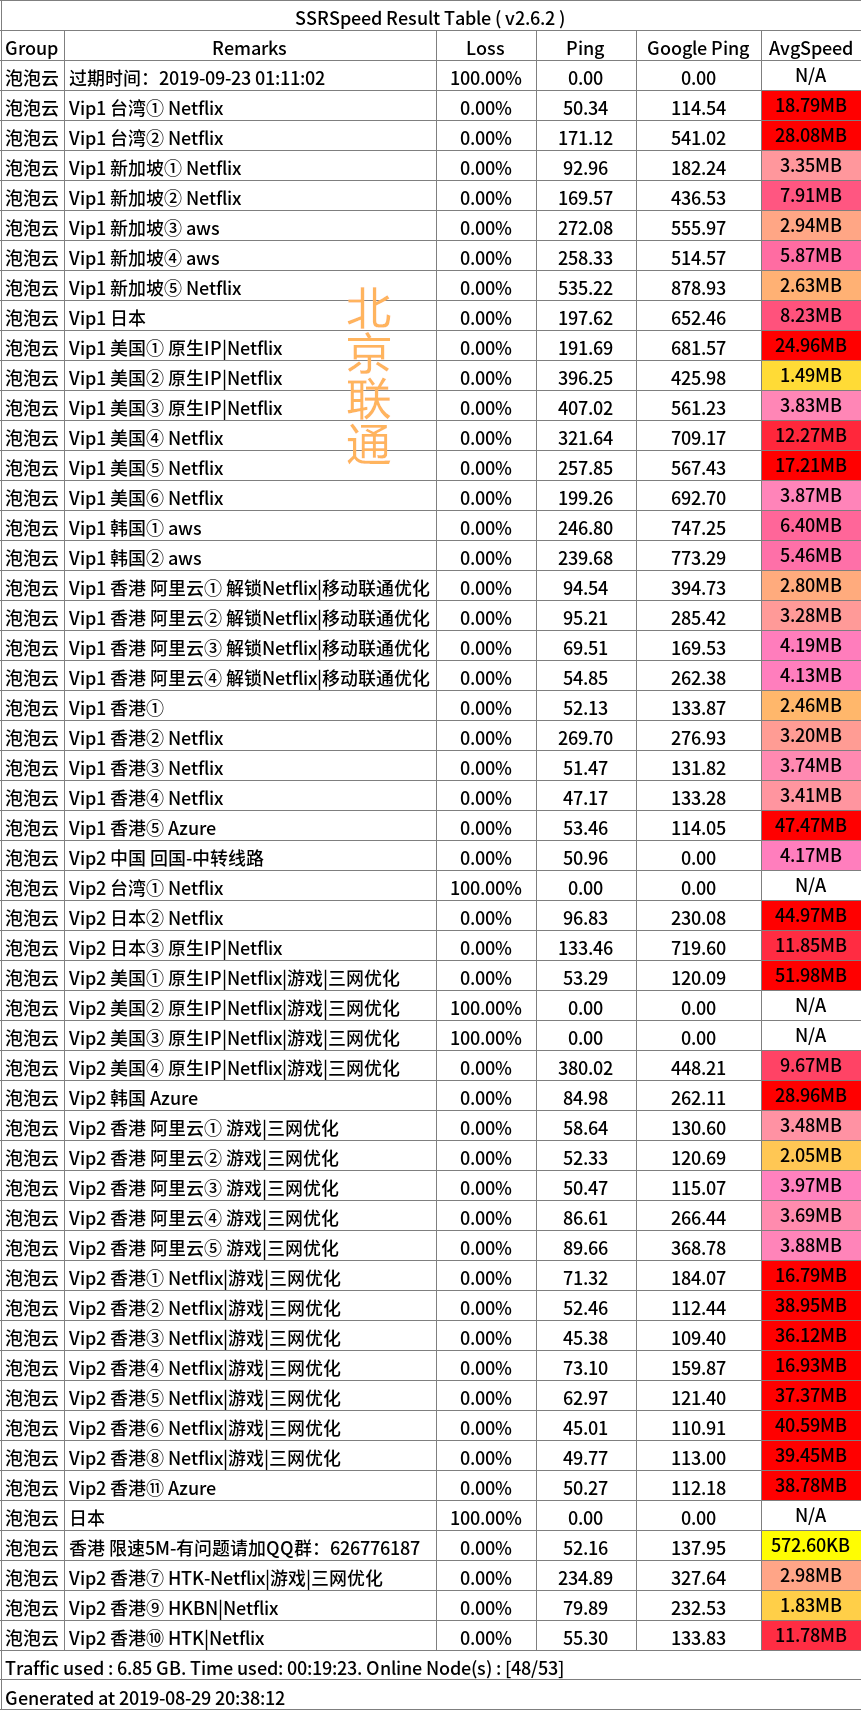 SSRSpeed Result Table ( v2.6.2 )
Group Remarks Loss Ping Google Ping AvgSpeed
泡泡云 过期时间：2019-09-23 01:11:02 100.00% 0.00 0.00 N/A
泡泡云 Vip1 台湾① Netflix 0.00% 50.34 114.54 18.79MB
泡泡云 Vip1 台湾② Netflix 0.00% 171.12 541.02 28.08MB
泡泡云 Vip1 新加坡① Netflix 0.00% 92.96 182.24 3.35MB
泡泡云 Vip1 新加坡② Netflix 0.00% 169.57 436.53 7.91MB
泡泡云 Vip1 新加坡③ aws 0.00% 272.08 555.97 2.94MB
泡泡云 Vip1 新加坡④ aws 0.00% 258.33 514.57 5.87MB
泡泡云 Vip1 新加坡⑤ Netflix 0.00% 535.22 878.93 2.63MB
泡泡云 Vip1 日本 0.00% 197.62 652.46 8.23MB
泡泡云 Vip1 美国① 原生IP|Netflix 0.00% 191.69 681.57 24.96MB
泡泡云 Vip1 美国② 原生IP|Netflix 0.00% 396.25 425.98 1.49MB
泡泡云 Vip1 美国③ 原生IP|Netflix 0.00% 407.02 561.23 3.83MB
泡泡云 Vip1 美国④ Netflix 0.00% 321.64 709.17 12.27MB
泡泡云 Vip1 美国⑤ Netflix 0.00% 257.85 567.43 17.21MB
北京联通
泡泡云 Vip1 美国⑥ Netflix 0.00% 199.26 692.70 3.87MB
泡泡云 Vip1 韩国① aws 0.00% 246.80 747.25 6.40MB
泡泡云 Vip1 韩国② aws 0.00% 239.68 773.29 5.46MB
泡泡云 Vip1 香港 阿里云① 解锁Netflix|移动联通优化 0.00% 94.54 394.73 2.80MB
泡泡云 Vip1 香港 阿里云② 解锁Netflix|移动联通优化 0.00% 95.21 285.42 3.28MB
泡泡云 Vip1 香港 阿里云③ 解锁Netflix|移动联通优化 0.00% 69.51 169.53 4.19MB
泡泡云 Vip1 香港 阿里云④ 解锁Netflix|移动联通优化 0.00% 54.85 262.38 4.13MB
泡泡云 Vip1 香港① 0.00% 52.13 133.87 2.46MB
泡泡云 Vip1 香港② Netflix 0.00% 269.70 276.93 3.20MB
泡泡云 Vip1 香港③ Netflix 0.00% 51.47 131.82 3.74MB
泡泡云 Vip1 香港④ Netflix 0.00% 47.17 133.28 3.41MB
泡泡云 Vip1 香港⑤ Azure 0.00% 53.46 114.05 47.47MB
泡泡云 Vip2 中国 回国-中转线路 0.00% 50.96 0.00 4.17MB
泡泡云 Vip2 台湾① Netflix 100.00% 0.00 0.00 N/A
泡泡云 Vip2 日本② Netflix 0.00% 96.83 230.08 44.97MB
泡泡云 Vip2 日本③ 原生IP|Netflix 0.00% 133.46 719.60 11.85MB
泡泡云 Vip2 美国① 原生IP|Netflix|游戏|三网优化 0.00% 53.29 120.09 51.98MB
泡泡云 Vip2 美国② 原生IP|Netflix|游戏|三网优化 100.00% 0.00 0.00 N/A
泡泡云 Vip2 美国③ 原生IP|Netflix|游戏|三网优化 100.00% 0.00 0.00 N/A
泡泡云 Vip2 美国④ 原生IP|Netflix|游戏|三网优化 0.00% 380.02 448.21 9.67MB
泡泡云 Vip2 韩国 Azure 0.00% 84.98 262.11 28.96MB
泡泡云 Vip2 香港 阿里云① 游戏|三网优化 0.00% 58.64 130.60 3.48MB
泡泡云 Vip2 香港 阿里云② 游戏|三网优化 0.00% 52.33 120.69 2.05MB
泡泡云 Vip2 香港 阿里云③ 游戏|三网优化 0.00% 50.47 115.07 3.97MB
泡泡云 Vip2 香港 阿里云④ 游戏|三网优化 0.00% 86.61 266.44 3.69MB
泡泡云 Vip2 香港 阿里云⑤ 游戏|三网优化 0.00% 89.66 368.78 3.88MB
泡泡云 Vip2 香港① Netflix|游戏|三网优化 0.00% 71.32 184.07 16.79MB
泡泡云 Vip2 香港② Netflix|游戏|三网优化 0.00% 52.46 112.44 38.95MB
泡泡云 Vip2 香港③ Netflix|游戏|三网优化 0.00% 45.38 109.40 36.12MB
泡泡云 Vip2 香港④ Netflix|游戏|三网优化 0.00% 73.10 159.87 16.93MB
泡泡云 Vip2 香港⑤ Netflix|游戏|三网优化 0.00% 62.97 121.40 37.37MB
泡泡云 Vip2 香港⑥ Netflix|游戏|三网优化 0.00% 45.01 110.91 40.59MB
泡泡云 Vip2 香港⑧ Netflix|游戏|三网优化 0.00% 49.77 113.00 39.45MB
泡泡云 Vip2 香港⑪ Azure 0.00% 50.27 112.18 38.78MB
泡泡云 日本 100.00% 0.00 0.00 N/A
泡泡云 香港 限速5M-有问题请加QQ群：626776187 0.00% 52.16 137.95 572.60KB
泡泡云 Vip2 香港⑦ HTK-Netflix|游戏|三网优化 0.00% 234.89 327.64 2.98MB
泡泡云 Vip2 香港⑨ HKBN|Netflix 0.00% 79.89 232.53 1.83MB
泡泡云 Vip2 香港⑩ HTK|Netflix 0.00% 55.30 133.83 11.78MB
Traffic used : 6.85 GB. Time used: 00:19:23. Online Node(s) : [48/53]
Generated at 2019-08-29 20:38:12